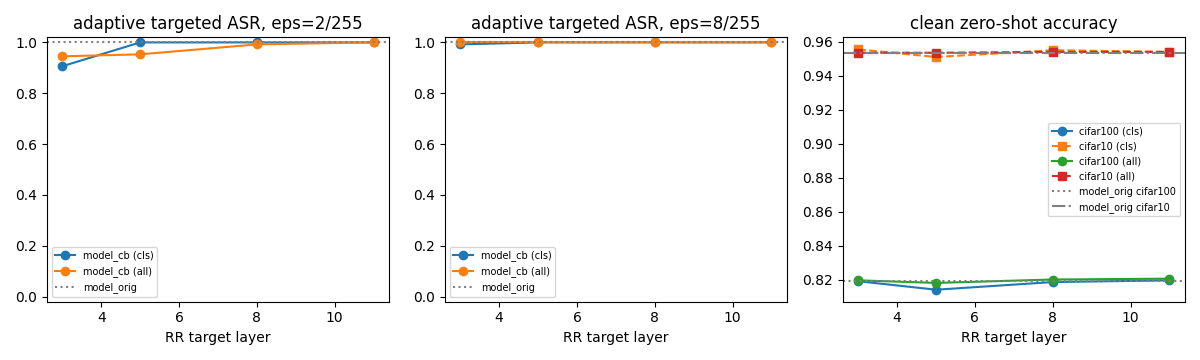 adaptive targeted ASR, eps=2/255
1.0
0.8
0.6
0.4
0.2
0.0
model_cb (cls)
model_cb (all)
model_orig
4 6 8 10
RR target layer
adaptive targeted ASR, eps=8/255
1.0
0.8
0.6
0.4
0.2
0.0
model_cb (cls)
model_cb (all)
model_orig
4 6 8 10
RR target layer
clean zero-shot accuracy
0.96
0.94
0.92
0.90
0.88
0.86
0.84
0.82
cifar100 (cls)
cifar10 (cls)
cifar100 (all)
cifar10 (all)
model_orig cifar100
model_orig cifar10
4 6 8 10
RR target layer